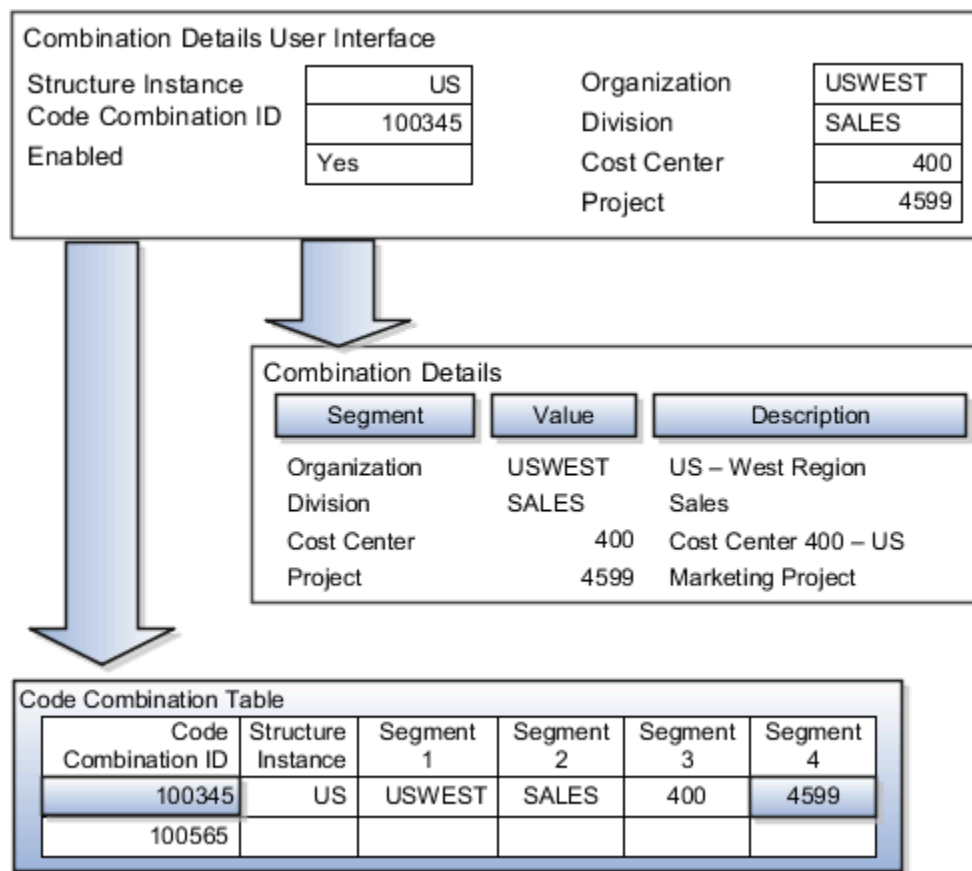 Combination Details User Interface
Structure Instance US Organization USWEST
Code Combination ID 100345 Division SALES
Enabled Yes Cost Center 400
Project 4599
Combination Details
Segment Value Description
Organization USWEST US – West Region
Division SALES Sales
Cost Center 400 Cost Center 400 – US
Project 4599 Marketing Project
Code Combination Table
Code Structure Segment Segment Segment Segment
Combination ID Instance 1 2 3 4
100345 US USWEST SALES 400 4599
100565